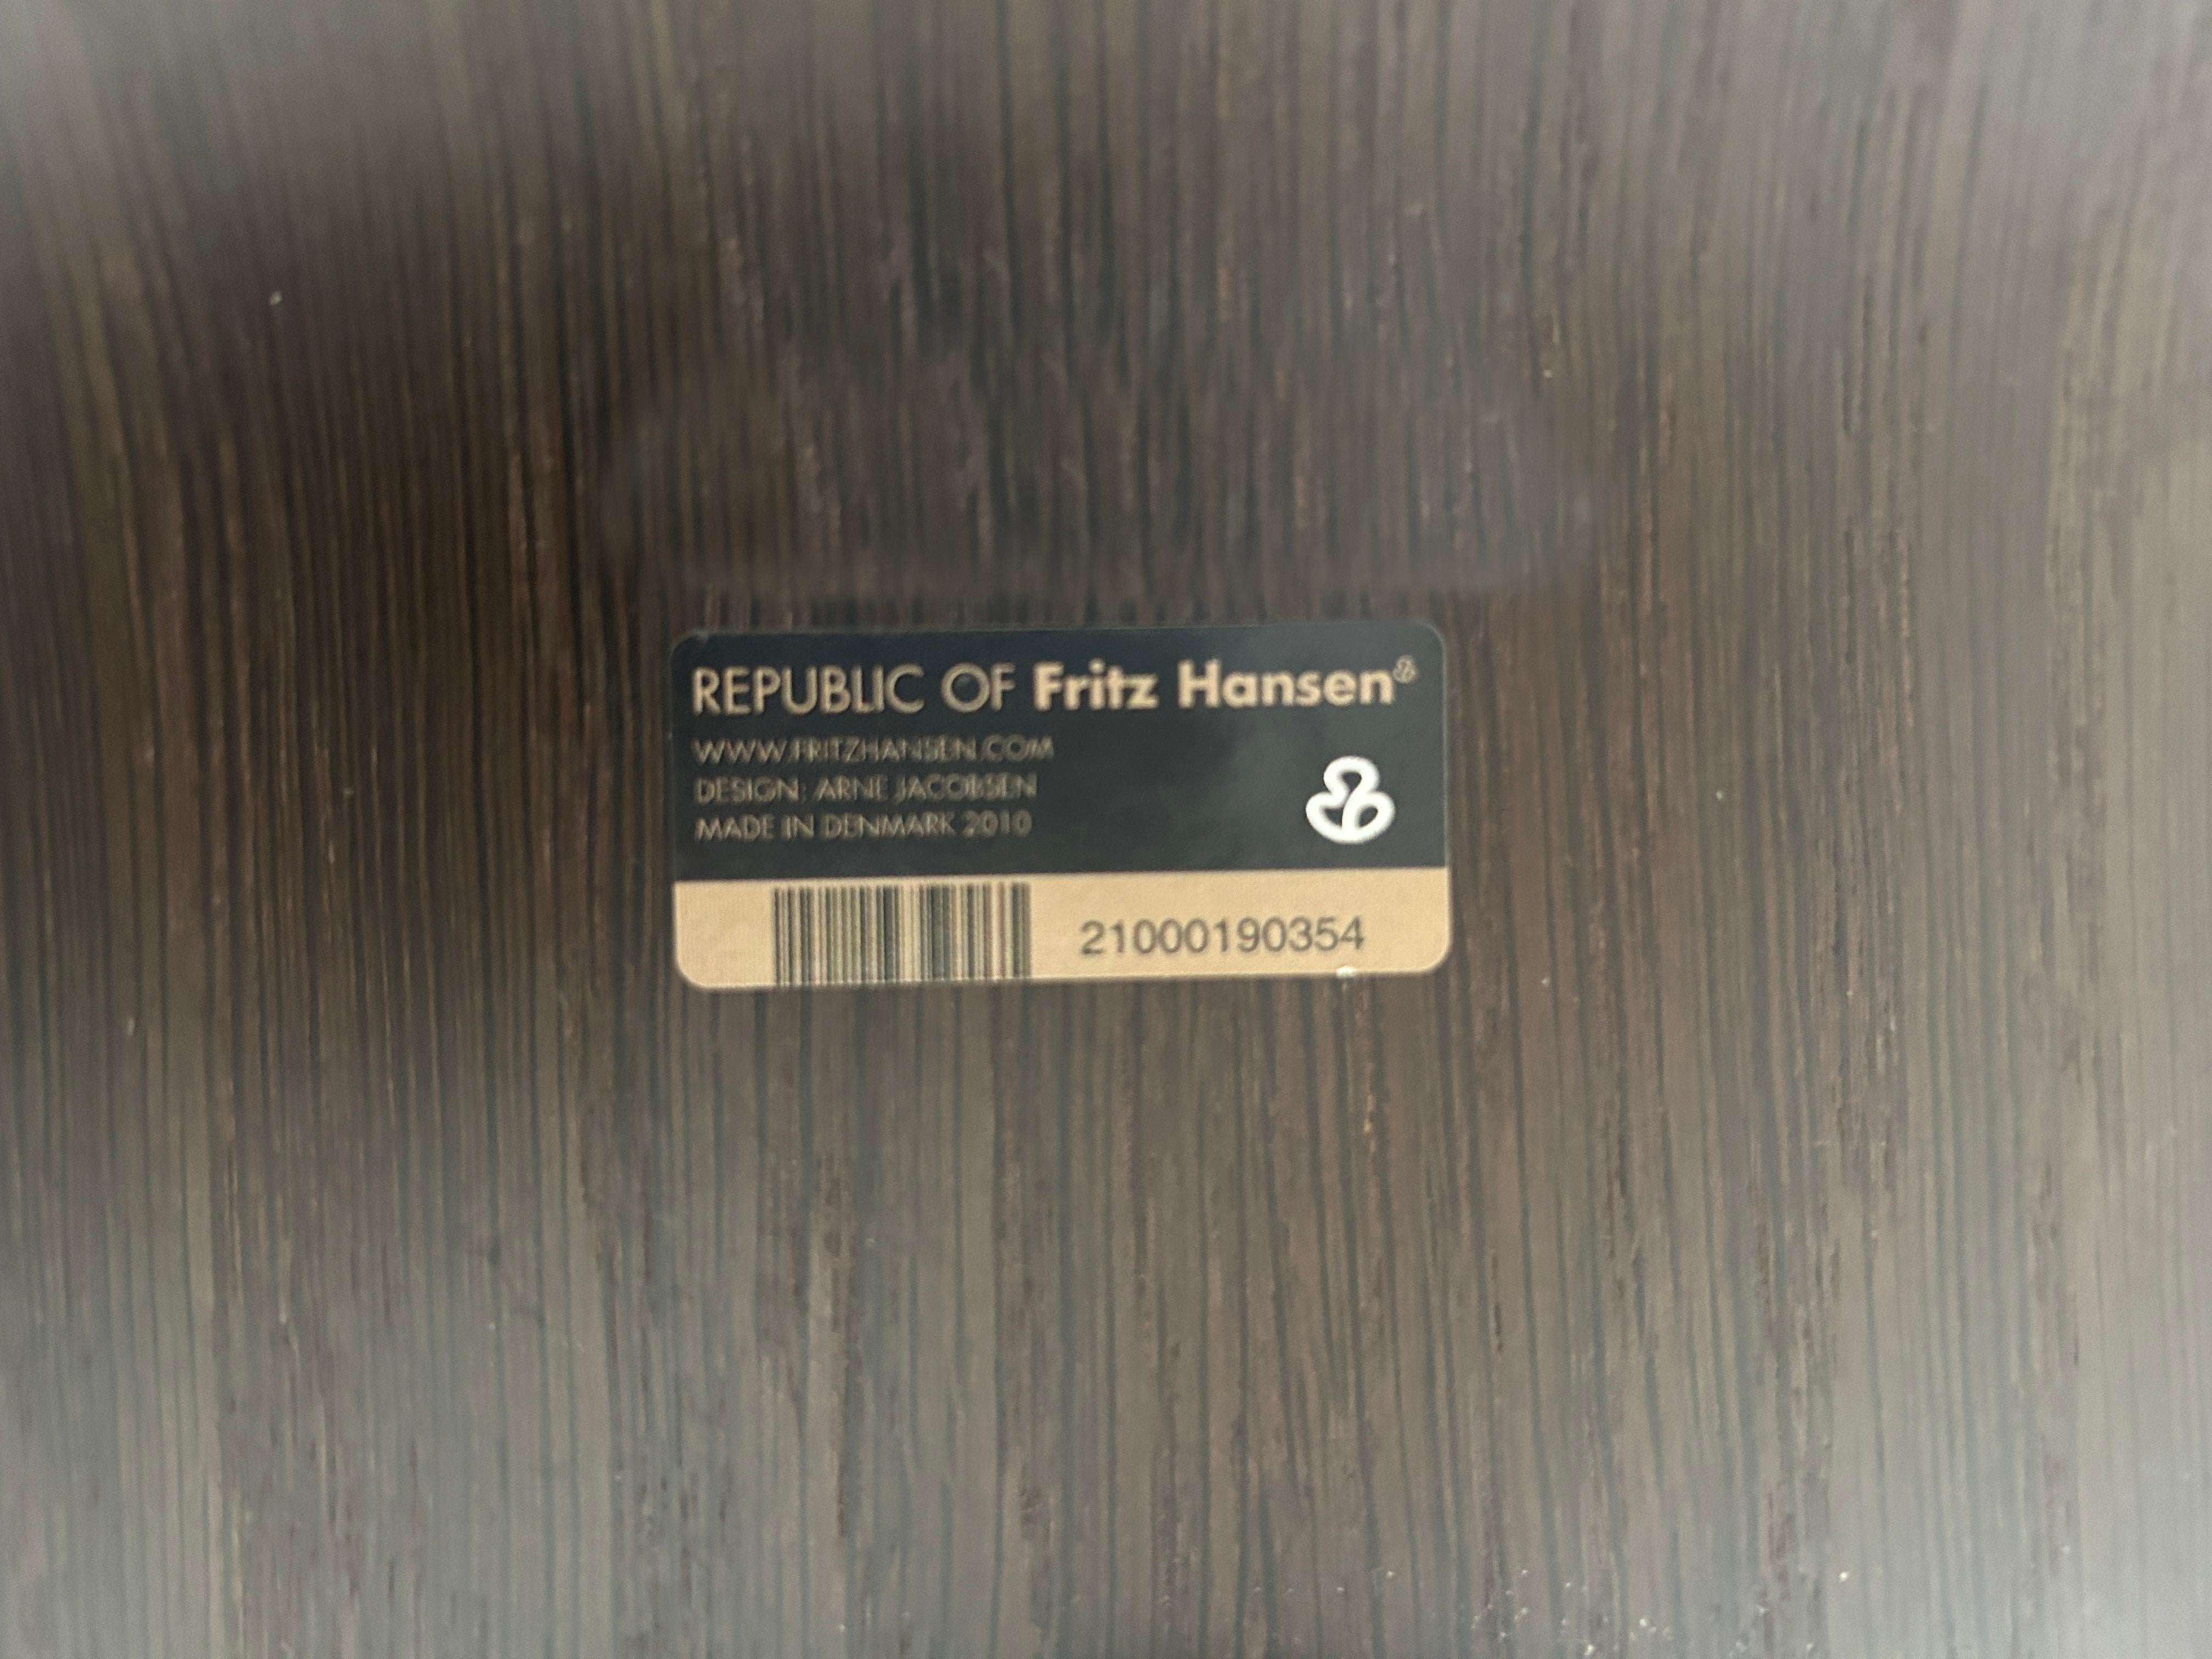 REPUBLIC OF Fritz Hansen
WWW.FRITZHANSEN.COM
DESIGN: ARNE JACOBSEN
MADE IN DENMARK 2010
21000190354